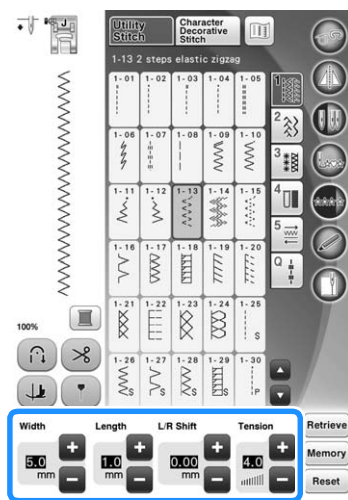 J
Utility
Stitch
Character
Decorative
Stitch
1-13 2 steps elastic zigzag
1-01 1-02 1-03 1-04 1-05
1
1-06 1-07 1-08 1-09 1-10
2
3
1-11 1-12 1-13 1-14 1-15
4
1-16 1-17 1-18 1-19 1-20
5
Q
1-21 1-22 1-23 1-24 1-25
S
100%
1-26 1-27 1-28 1-29 1-30
S S S S P
Width Length L/R Shift Tension
5.0 mm 1.0 mm 0.00 mm 4.0
Retrieve
Memory
Reset